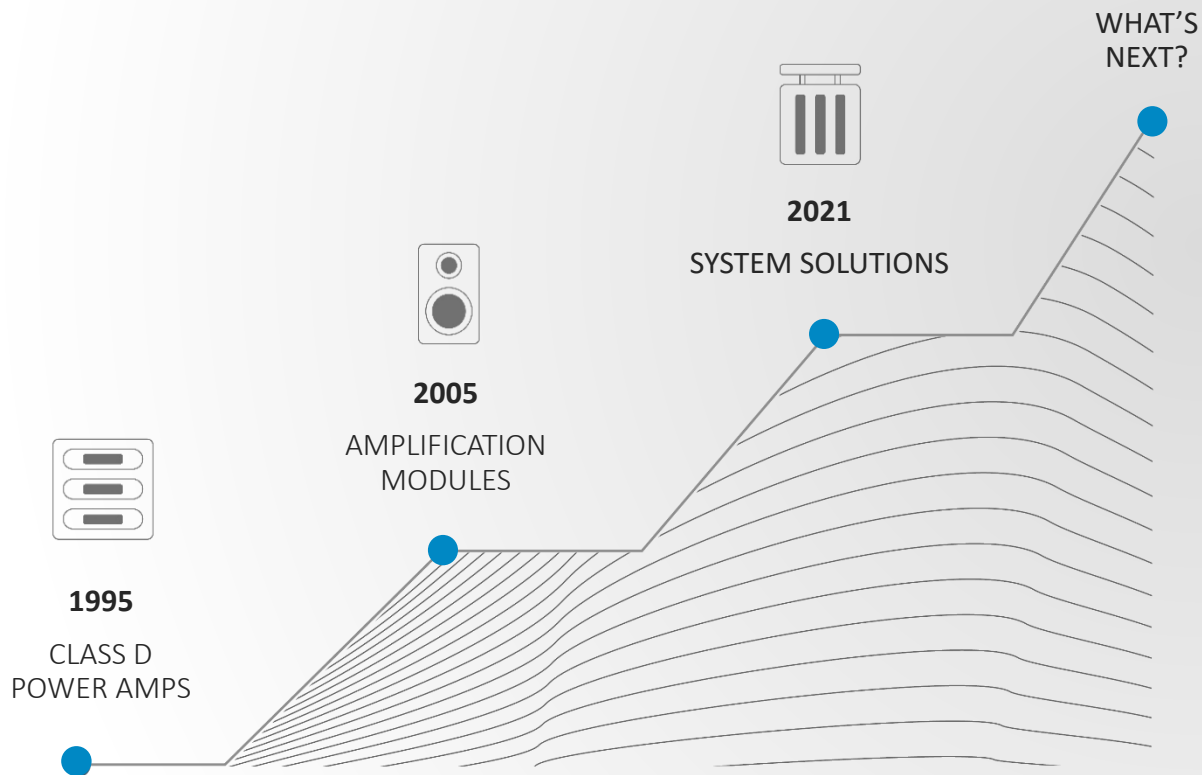 1995
CLASS D
POWER AMPS
2005
AMPLIFICATION
MODULES
2021
SYSTEM SOLUTIONS
WHAT’S
NEXT?